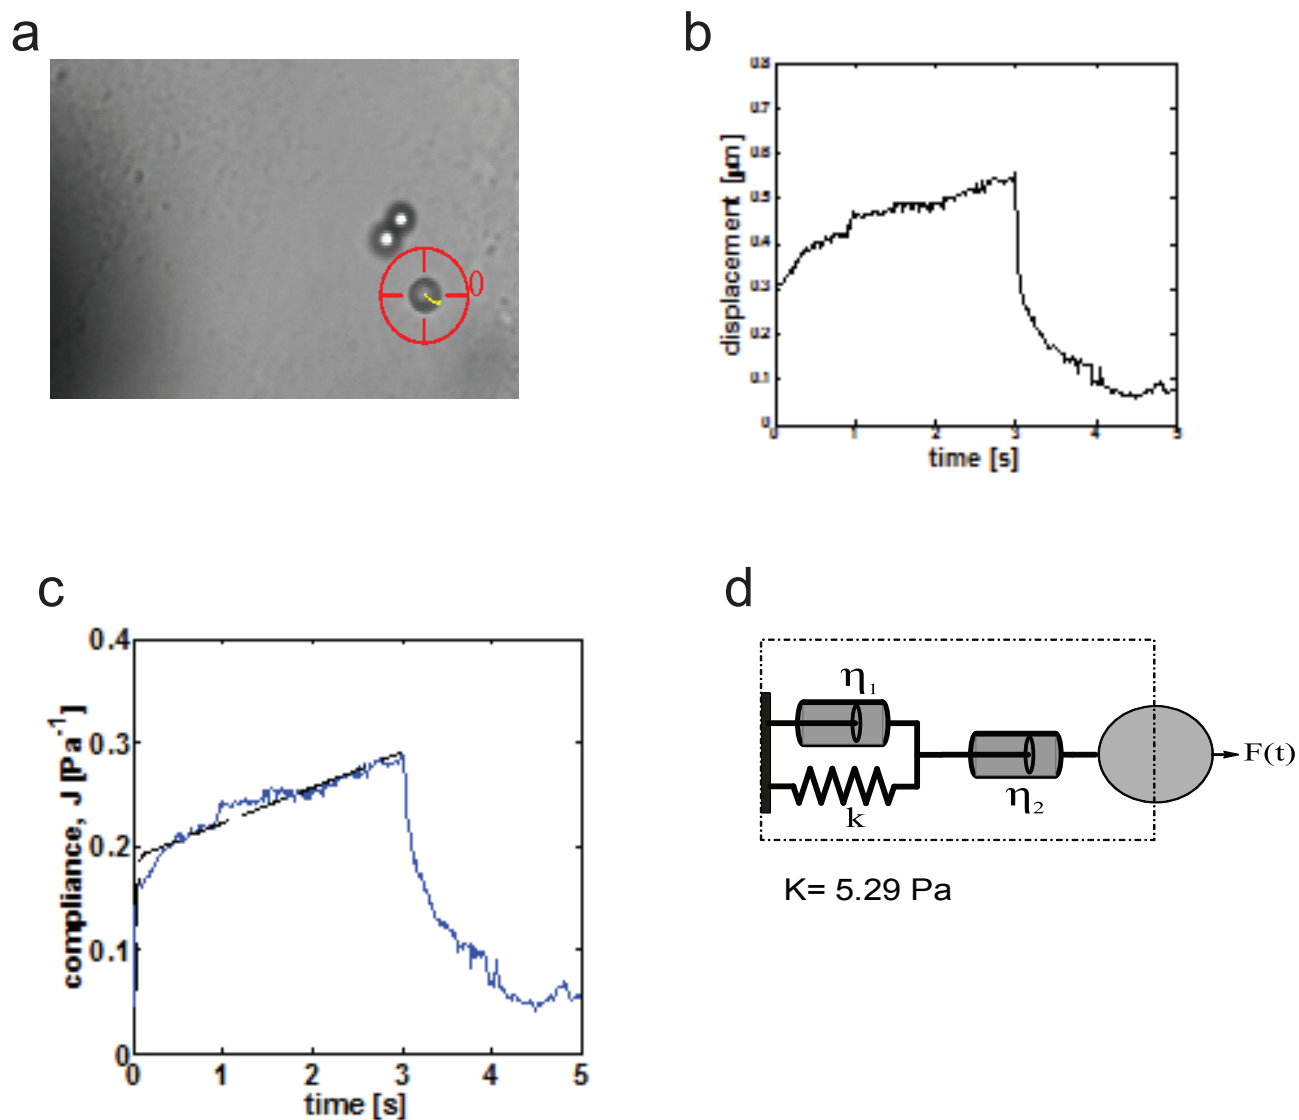 a
0
b
displacement [μm]
0.8
0.7
0.6
0.5
0.4
0.3
0.2
0.1
0
0 1 2 3 4 5
time [s]
c
compliance, J [Pa⁻¹]
0.4
0.3
0.2
0.1
0
0 1 2 3 4 5
time [s]
d
η₁
k
η₂
F(t)
K= 5.29 Pa